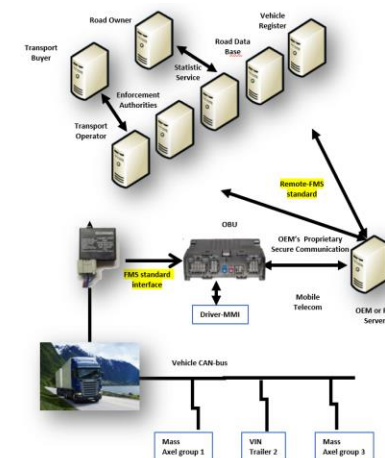 Road Owner
Vehicle
Register
Transport
Buyer
Road Data
Base
Statistic
Service
Enforcement
Authorities
Transport
Operator
Remote-FMS
standard
OBU
OEM's Proprietary
Secure Communication
FMS standard
interface
Mobile
Telecom
OEM or
Server
Driver-MMI
Vehicle CAN-bus
Mass
Axel group 1
VIN
Trailer 2
Mass
Axel group 3